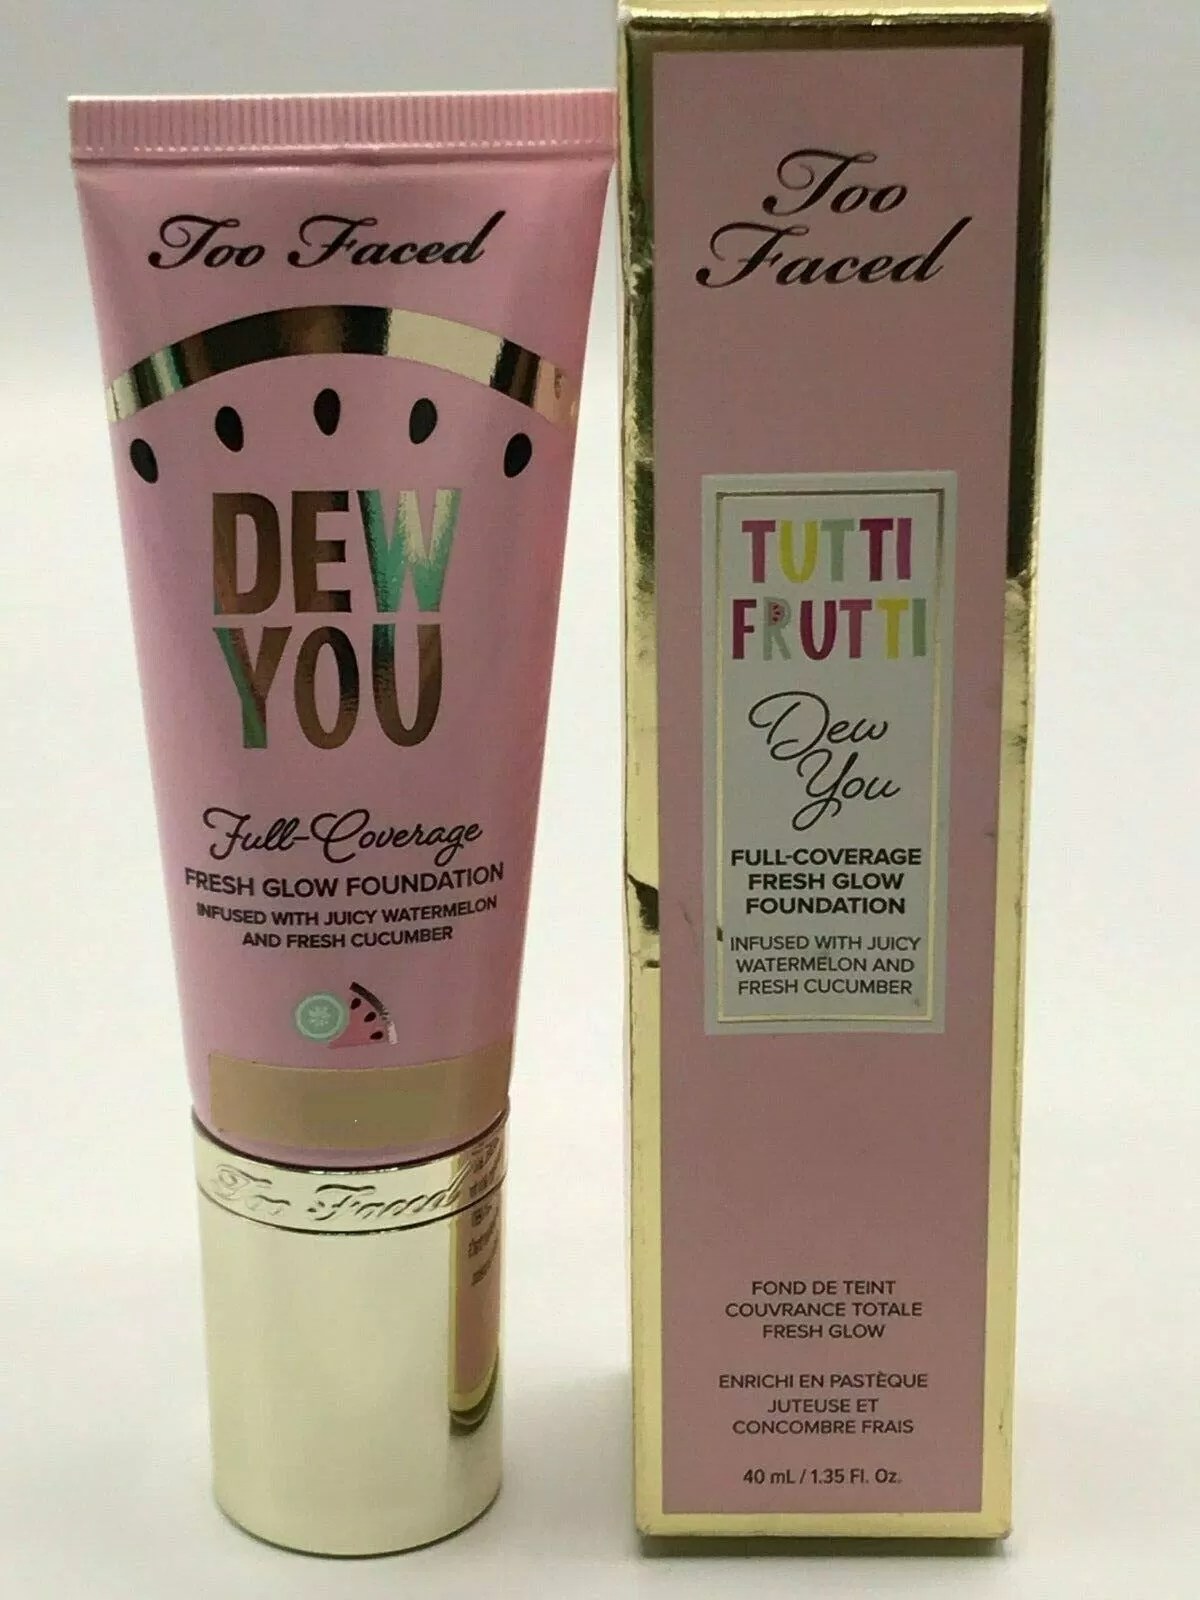 Too Faced
DEW
YOU
Full-Coverage
FRESH GLOW FOUNDATION
INFUSED WITH JUICY WATERMELON
AND FRESH CUCUMBER
Too Faced
Too
Faced
TUTTI
FRUTTI
Dew
You
FULL-COVERAGE
FRESH GLOW
FOUNDATION
INFUSED WITH JUICY
WATERMELON AND
FRESH CUCUMBER
FOND DE TEINT
COUVRANCE TOTALE
FRESH GLOW
ENRICHI EN PASTÈQUE
JUTEUSE ET
CONCOMBRE FRAIS
40 mL / 1.35 Fl. Oz.